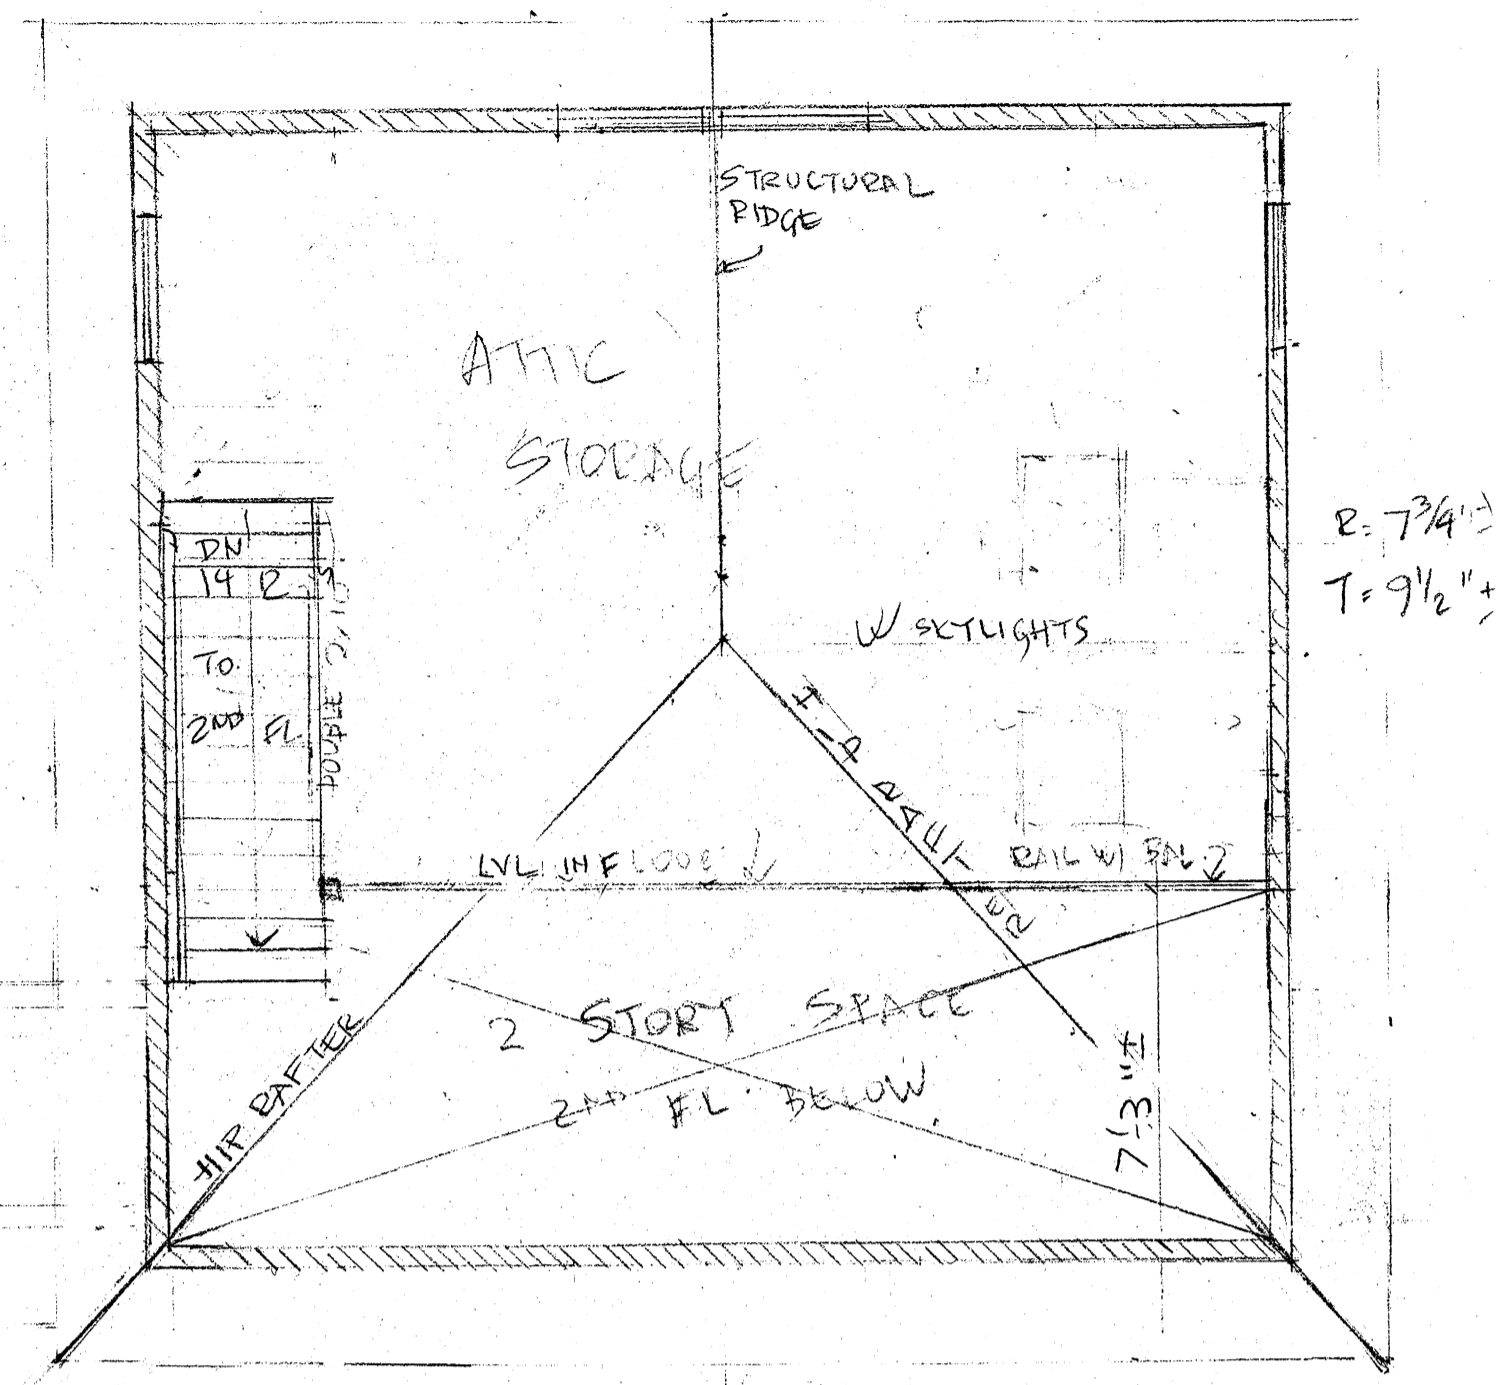 STRUCTURAL
RIDGE
ATTIC
STORAGE
R= 7 3/4"±
T= 9 1/2"±
DN
14 R
TO
2ND FL
DOUBLE 2x10'S
W/ SKYLIGHTS
HIP RAFTER
LVL IN FLOOR
RAIL W/ BAL.
2 STORY SPACE
2ND FL. BELOW
HIP RAFTER
7'-3"±